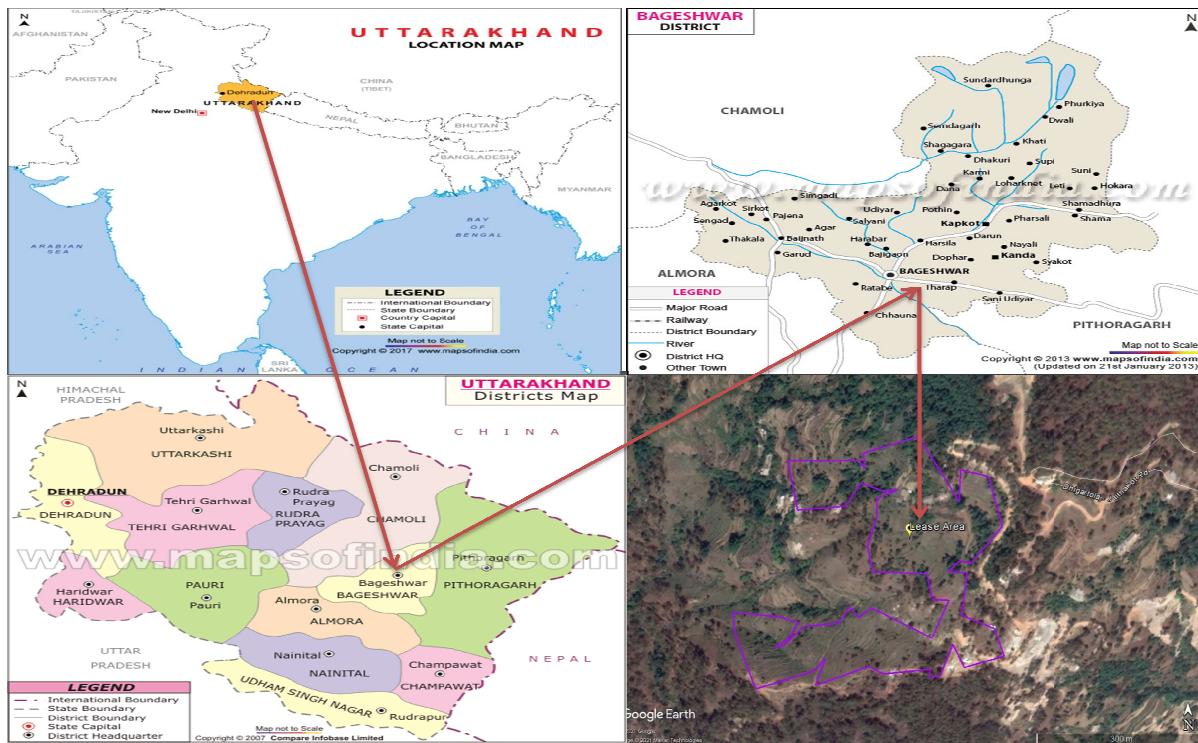 N
TAJIKISTAN
AFGHANISTAN
UTTARAKHAND
LOCATION MAP
PAKISTAN
CHINA
(TIBET)
Dehradun
UTTARAKHAND
New Delhi
NEPAL
BHUTAN
BANGLADESH
MYANMAR
ARABIAN
SEA
BAY
OF
BENGAL
LEGEND
International Boundary
State Boundary
Country Capital
State Capital
Map not to Scale
Copyright © 2017 www.mapsofindia.com
SRI
LANKA
INDIAN OCEAN
BAGESHWAR
DISTRICT
N
CHAMOLI
Sundardhunga
Phurkiya
Dwali
Semdagarh
Khati
Shagagara
Dhakuri
Supi
Karmi
Loharknet
Suni
Leti
Hokara
www.mapsofindia.com
Dana
Simgadi
Agarkot
Sirkot
Pajena
Udiyar
Pothin
Shamadhura
Sengad
Salyani
Kapkot
Pharsali
Shama
Agar
Thakala
Baijnath
Harabar
Harsila
Darun
Nayali
Garud
Bajigaon
Dophar
Kanda
Syakot
ALMORA
BAGESHWAR
Ratabe
Tharap
Sani Udiyar
Chhauna
PITHORAGARH
LEGEND
Major Road
Railway
District Boundary
River
District HQ
Other Town
Map not to Scale
Copyright © 2013 www.mapsofindia.com
(Updated on 21st January 2013)
N
HIMACHAL
PRADESH
UTTARAKHAND
Districts Map
CHINA
Uttarkashi
UTTARKASHI
Chamoli
CHAMOLI
DEHRADUN
DEHRADUN
Tehri Garhwal
TEHRI GARHWAL
Rudra
Prayag
RUDRA
PRAYAG
www.mapsofindia.com
Pithoragarh
PITHORAGARH
Bageshwar
BAGESHWAR
Haridwar
HARIDWAR
PAURI
Pauri
Almora
ALMORA
UTTAR
PRADESH
Nainital
NAINITAL
NEPAL
Champawat
CHAMPAWAT
UDHAM SINGH NAGAR
Rudrapur
LEGEND
International Boundary
State Boundary
District Boundary
State Capital
District Headquarter
Map not to Scale
Copyright © 2007 Compare Infobase Limited
Lease Area
Google Earth
N
300 m